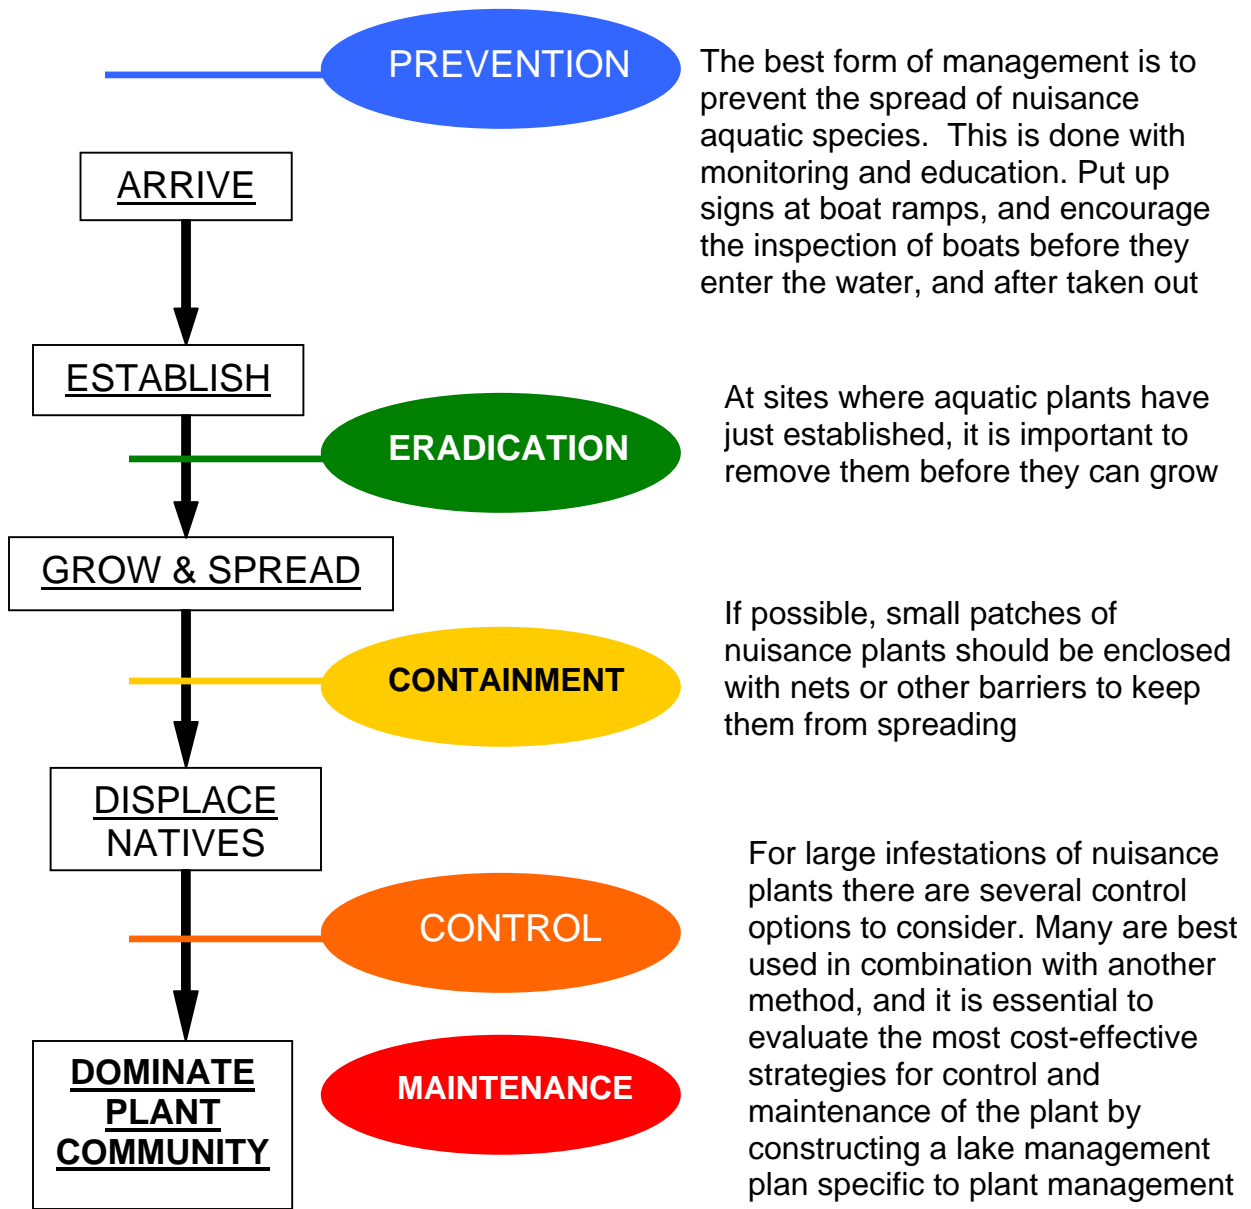 PREVENTION
The best form of management is to
prevent the spread of nuisance
aquatic species.  This is done with
monitoring and education. Put up
signs at boat ramps, and encourage
the inspection of boats before they
enter the water, and after taken out
ARRIVE
ESTABLISH
ERADICATION
At sites where aquatic plants have
just established, it is important to
remove them before they can grow
GROW & SPREAD
CONTAINMENT
If possible, small patches of
nuisance plants should be enclosed
with nets or other barriers to keep
them from spreading
DISPLACE
NATIVES
CONTROL
For large infestations of nuisance
plants there are several control
options to consider. Many are best
used in combination with another
method, and it is essential to
evaluate the most cost-effective
strategies for control and
maintenance of the plant by
constructing a lake management
plan specific to plant management
DOMINATE
PLANT
COMMUNITY
MAINTENANCE